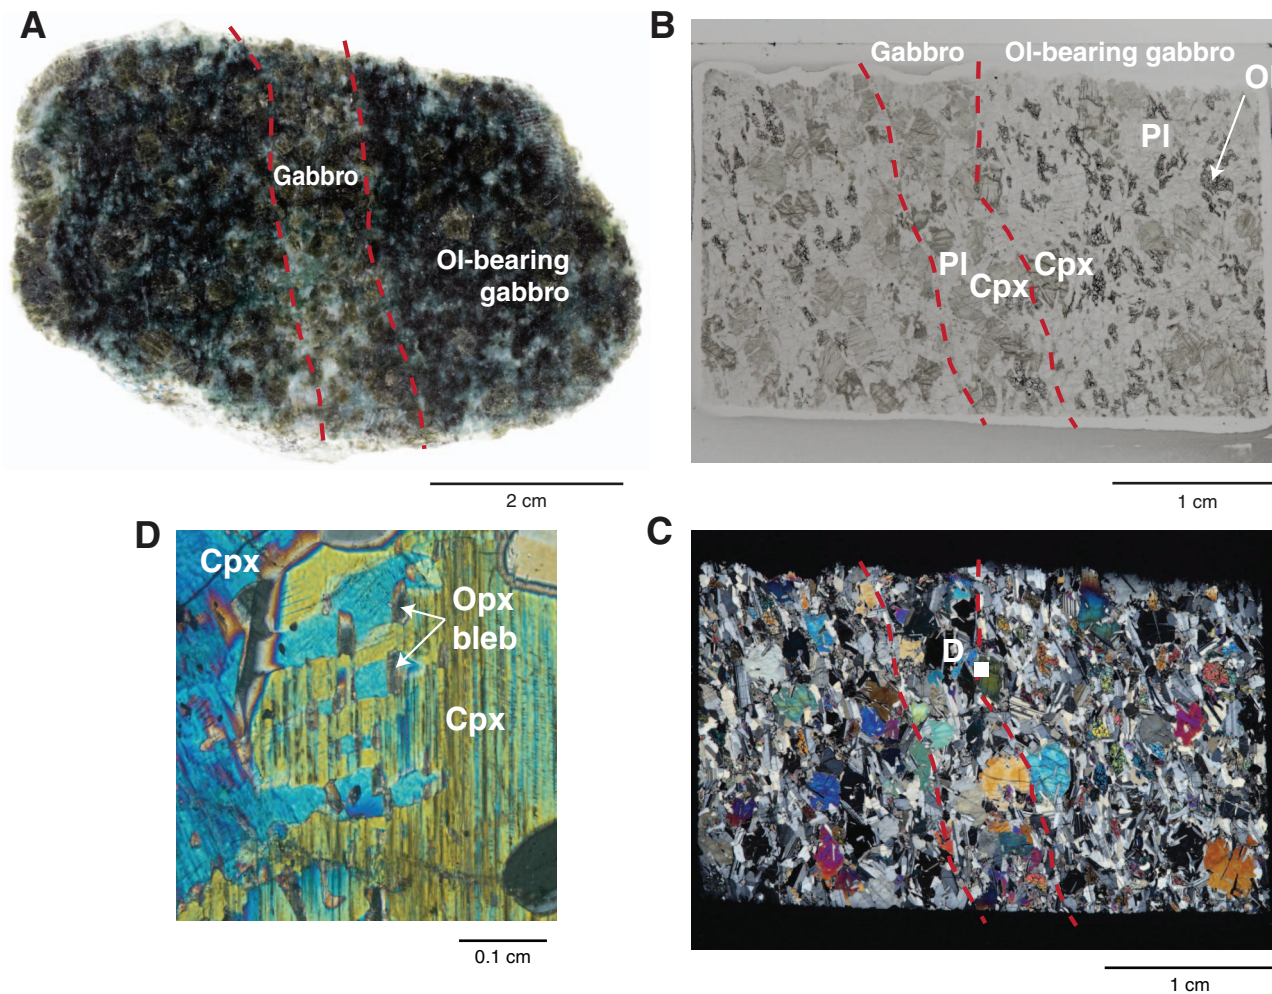 A
Gabbro
Ol-bearing
gabbro
2 cm
B
Gabbro
Ol-bearing gabbro
Ol
Pl
Pl
Cpx
Cpx
1 cm
D
Cpx
Opx
bleb
Cpx
0.1 cm
C
D
1 cm